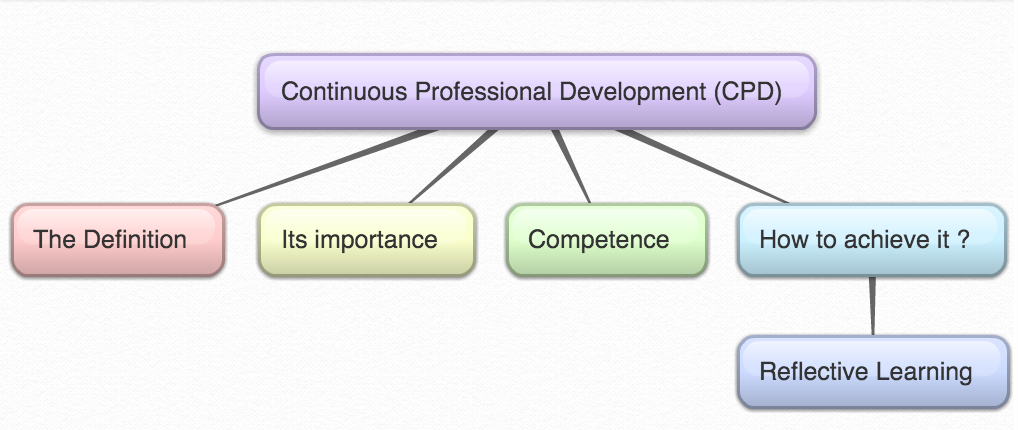 Continuous Professional Development (CPD)
The Definition
Its importance
Competence
How to achieve it ?
Reflective Learning